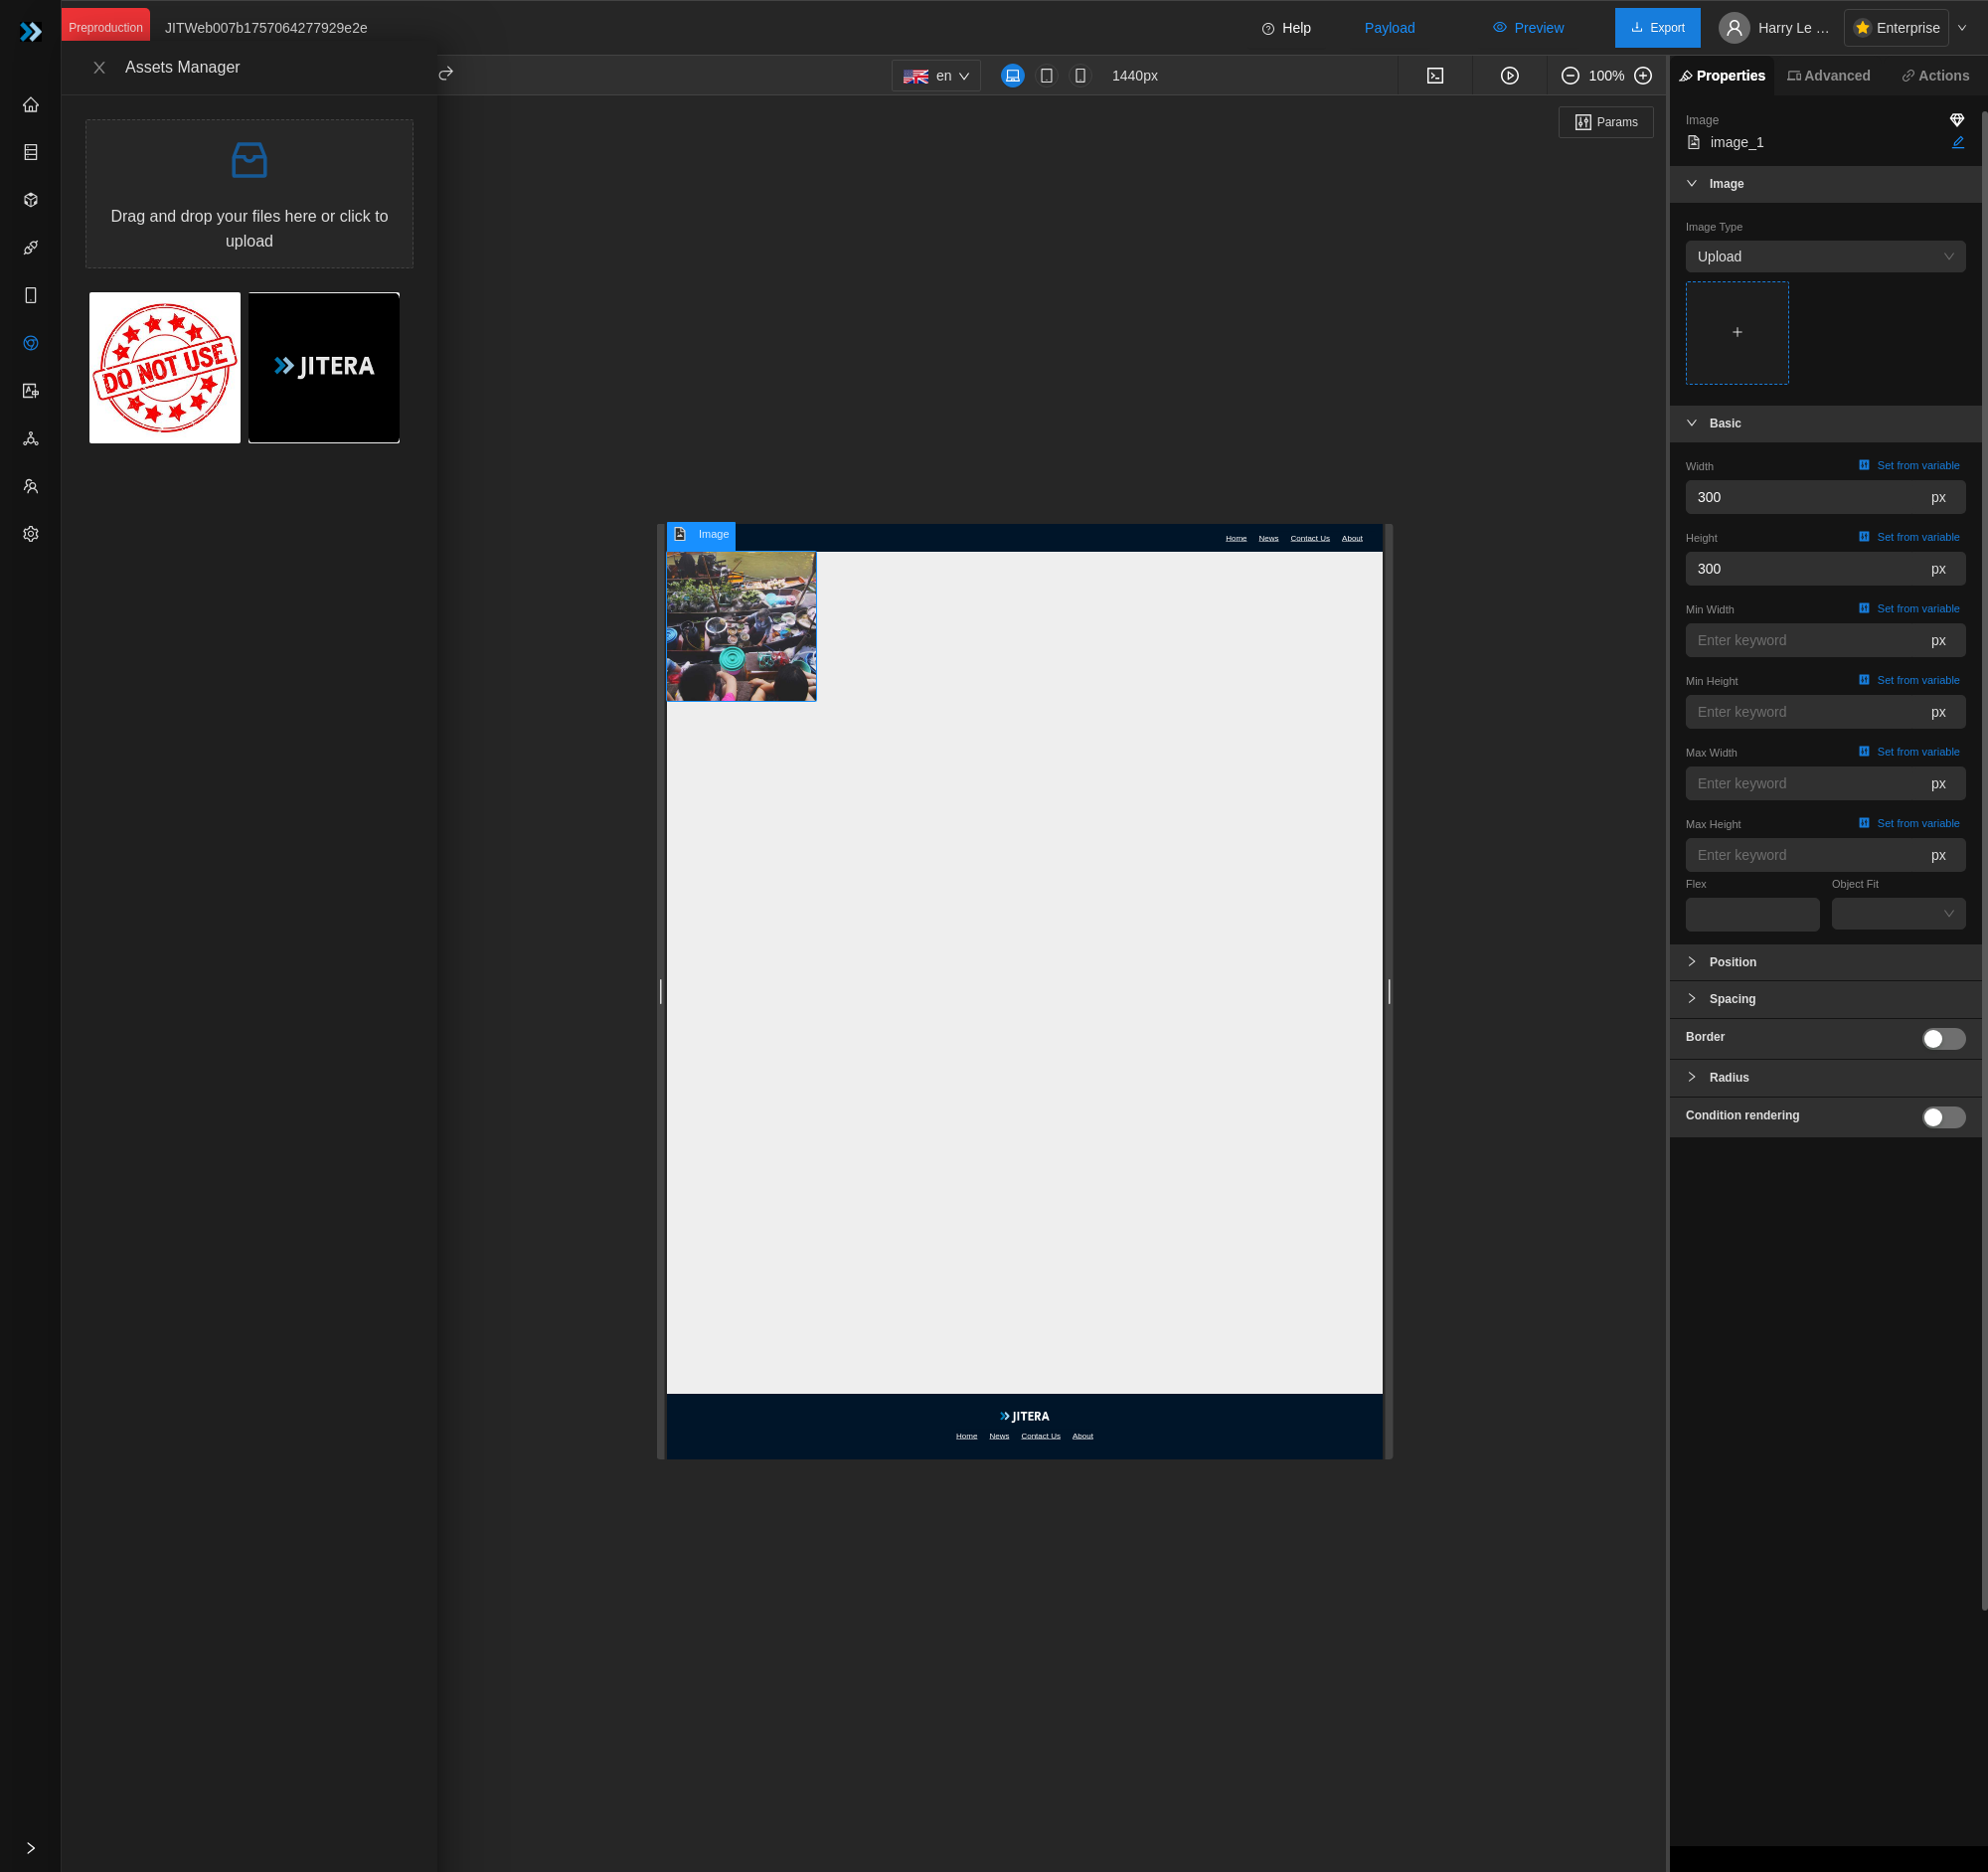 Preproduction
JITWeb007b1757064277929e2e
Help
Payload
Preview
Export
Harry Le ...
Enterprise
Assets Manager
en
1440px
100%
Properties
Advanced
Actions
Drag and drop your files here or click to
upload
DO NOT USE
JITERA
Params
Image
image_1
Image
Image Type
Upload
Basic
Width
Set from variable
300
px
Height
Set from variable
300
px
Min Width
Set from variable
Enter keyword
px
Min Height
Set from variable
Enter keyword
px
Max Width
Set from variable
Enter keyword
px
Max Height
Set from variable
Enter keyword
px
Flex
Object Fit
Position
Spacing
Border
Radius
Condition rendering
Image
Home
News
Contact Us
About
JITERA
Home
News
Contact Us
About